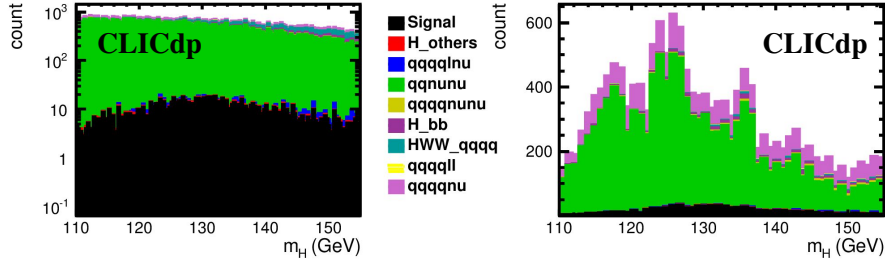 count
10³
10²
10
1
10⁻¹
CLICdp
110
120
130
140
150
m_H (GeV)
Signal
H_others
qqqqlnu
qqnunu
qqqqnunu
H_bb
HWW_qqqq
qqqqll
qqqqnu
count
600
400
200
CLICdp
110
120
130
140
150
m_H (GeV)